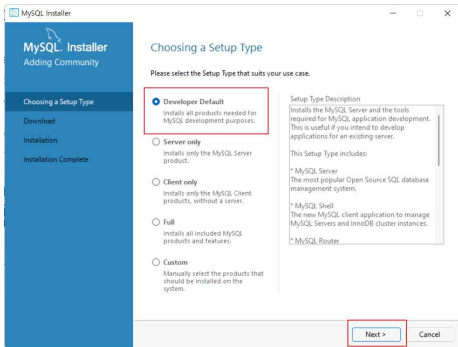 MySQL Installer
MySQL. Installer
Adding Community
Choosing a Setup Type
Download
Installation
Installation Complete
Choosing a Setup Type
Please select the Setup Type that suits your use case.
Developer Default
Installs all products needed for
MySQL development purposes.
Server only
Installs only the MySQL Server
product.
Client only
Installs only the MySQL Client
products, without a server.
Full
Installs all included MySQL
products and features.
Custom
Manually select the products that
should be installed on the
system.
Setup Type Description
Installs the MySQL Server and the tools
required for MySQL application development.
This is useful if you intend to develop
applications for an existing server.
This Setup Type includes:
* MySQL Server
The most popular Open Source SQL database
management system.
* MySQL Shell
The new MySQL client application to manage
MySQL Servers and InnoDB cluster instances.
* MySQL Router
Next >
Cancel